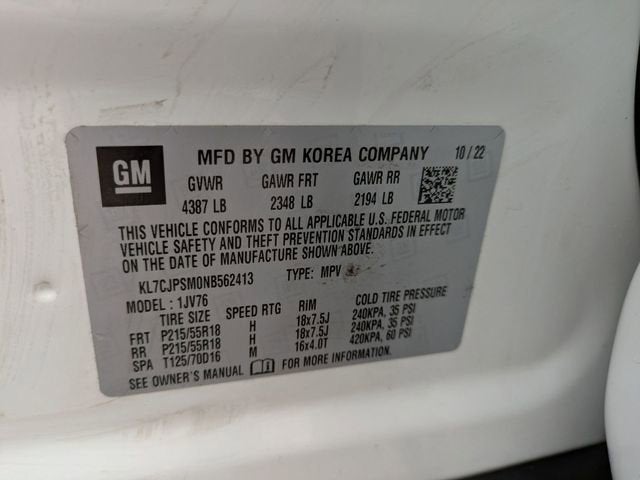 GM
MFD BY GM KOREA COMPANY 10/22
GVWR GAWR FRT GAWR RR
4387 LB 2348 LB 2194 LB
THIS VEHICLE CONFORMS TO ALL APPLICABLE U.S. FEDERAL MOTOR
VEHICLE SAFETY AND THEFT PREVENTION STANDARDS IN EFFECT
ON THE DATE OF MANUFACTURE SHOWN ABOVE.
KL7CJPSM0NB562413 TYPE: MPV
MODEL: 1JV76
TIRE SIZE SPEED RTG RIM COLD TIRE PRESSURE
FRT P215/55R18 H 18x7.5J 240KPA, 35 PSI
RR P215/55R18 H 18x7.5J 240KPA, 35 PSI
SPA T125/70D16 M 16x4.0T 420KPA, 60 PSI
SEE OWNER'S MANUAL FOR MORE INFORMATION.